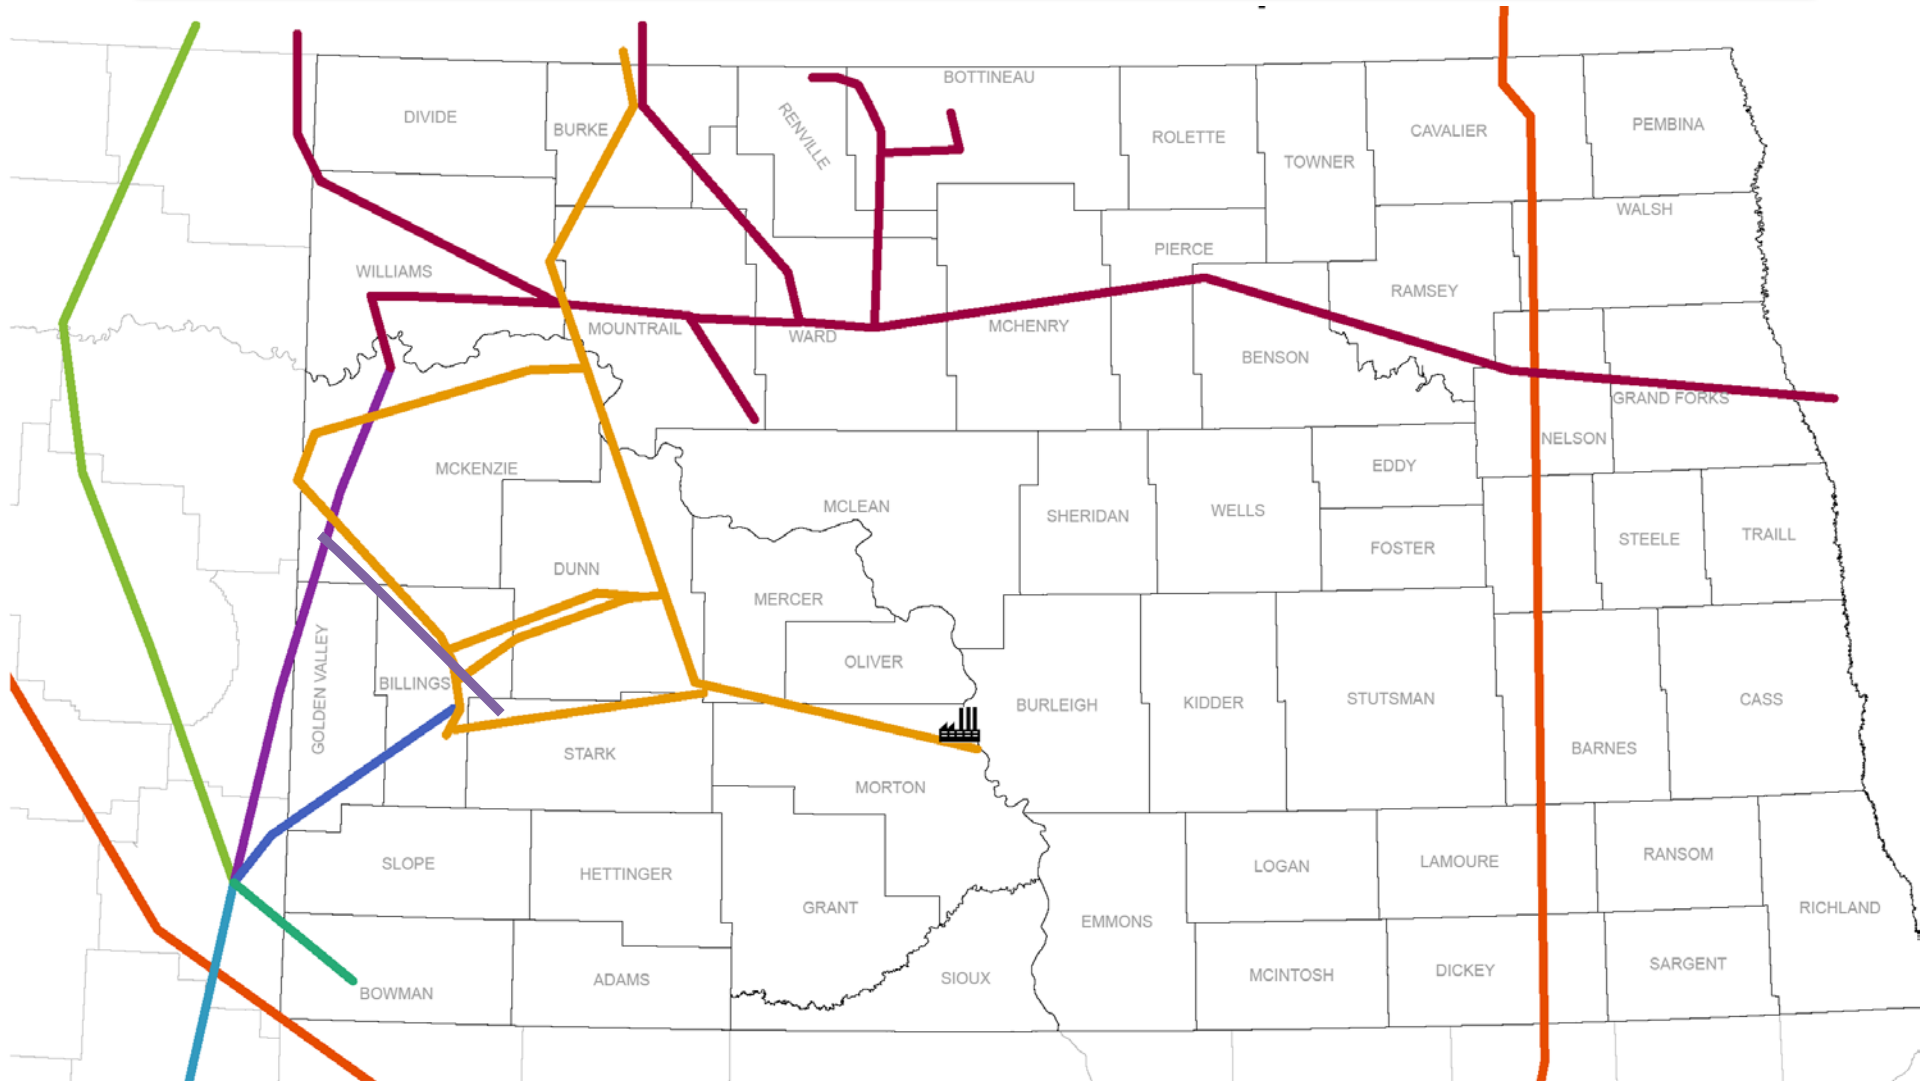 BOTTINEAU
DIVIDE
BURKE
RENVILLE
ROLETTE
TOWNER
CAVALIER
PEMBINA
WALSH
WILLIAMS
PIERCE
RAMSEY
MOUNTRAIL
WARD
MCHENRY
BENSON
GRAND FORKS
NELSON
MCKENZIE
MCLEAN
SHERIDAN
WELLS
EDDY
FOSTER
STEELE
TRAILL
DUNN
MERCER
OLIVER
GOLDEN VALLEY
BILLINGS
BURLEIGH
KIDDER
STUTSMAN
BARNES
CASS
STARK
MORTON
SLOPE
HETTINGER
GRANT
LOGAN
LAMOURE
RANSOM
RICHLAND
EMMONS
BOWMAN
ADAMS
SIOUX
MCINTOSH
DICKEY
SARGENT